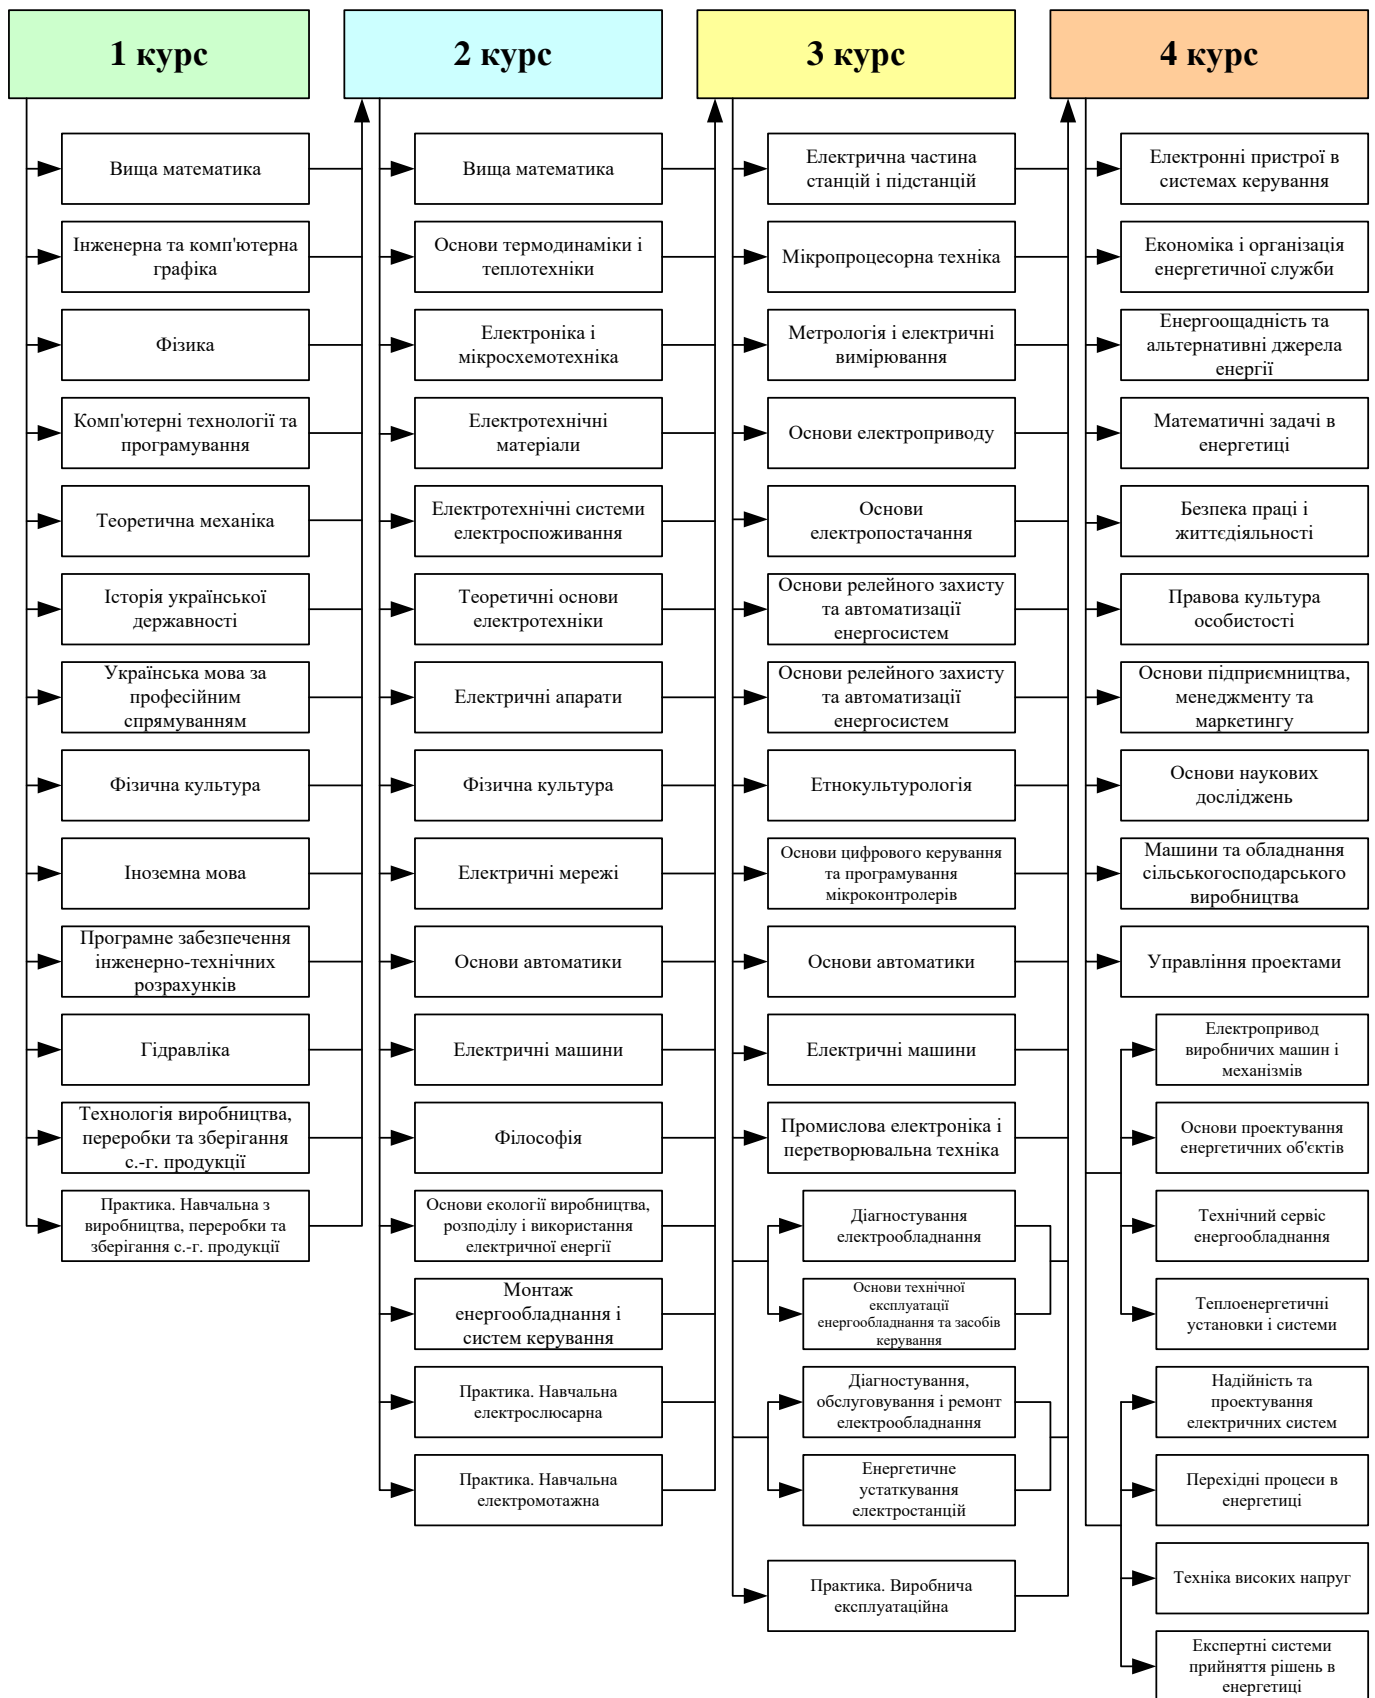 1 курс
Вища математика
Інженерна та комп'ютерна
графіка
Фізика
Комп'ютерні технології та
програмування
Теоретична механіка
Історія української
державності
Українська мова за
професійним
спрямуванням
Фізична культура
Іноземна мова
Програмне забезпечення
інженерно-технічних
розрахунків
Гідравліка
Технологія виробництва,
переробки та зберігання
с.-г. продукції
Практика. Навчальна з
виробництва, переробки та
зберігання с.-г. продукції
2 курс
Вища математика
Основи термодинаміки і
теплотехніки
Електроніка і
мікросхемотехніка
Електротехнічні
матеріали
Електротехнічні системи
електроспоживання
Теоретичні основи
електротехніки
Електричні апарати
Фізична культура
Електричні мережі
Основи автоматики
Електричні машини
Філософія
Основи екології виробництва,
розподілу і використання
електричної енергії
Монтаж
енергообладнання і
систем керування
Практика. Навчальна
електрослюсарна
Практика. Навчальна
електромотажна
3 курс
Електрична частина
станцій і підстанцій
Мікропроцесорна техніка
Метрологія і електричні
вимірювання
Основи електроприводу
Основи
електропостачання
Основи релейного захисту
та автоматизації
енергосистем
Основи релейного захисту
та автоматизації
енергосистем
Етнокультурологія
Основи цифрового керування
та програмування
мікроконтролерів
Основи автоматики
Електричні машини
Промислова електроніка і
перетворювальна техніка
Діагностування
електрообладнання
Основи технічної
експлуатації
енергообладнання та засобів
керування
Діагностування,
обслуговування і ремонт
електрообладнання
Енергетичне
устаткування
електростанцій
Практика. Виробнича
експлуатаційна
4 курс
Електронні пристрої в
системах керування
Економіка і організація
енергетичної служби
Енергоощадність та
альтернативні джерела
енергії
Математичні задачі в
енергетиці
Безпека праці і
життєдіяльності
Правова культура
особистості
Основи підприємництва,
менеджменту та
маркетингу
Основи наукових
досліджень
Машини та обладнання
сільськогосподарського
виробництва
Управління проектами
Електропривод
виробничих машин і
механізмів
Основи проектування
енергетичних об'єктів
Технічний сервіс
енергообладнання
Теплоенергетичні
установки і системи
Надійність та
проектування
електричних систем
Перехідні процеси в
енергетиці
Техніка високих напруг
Експертні системи
прийняття рішень в
енергетиці